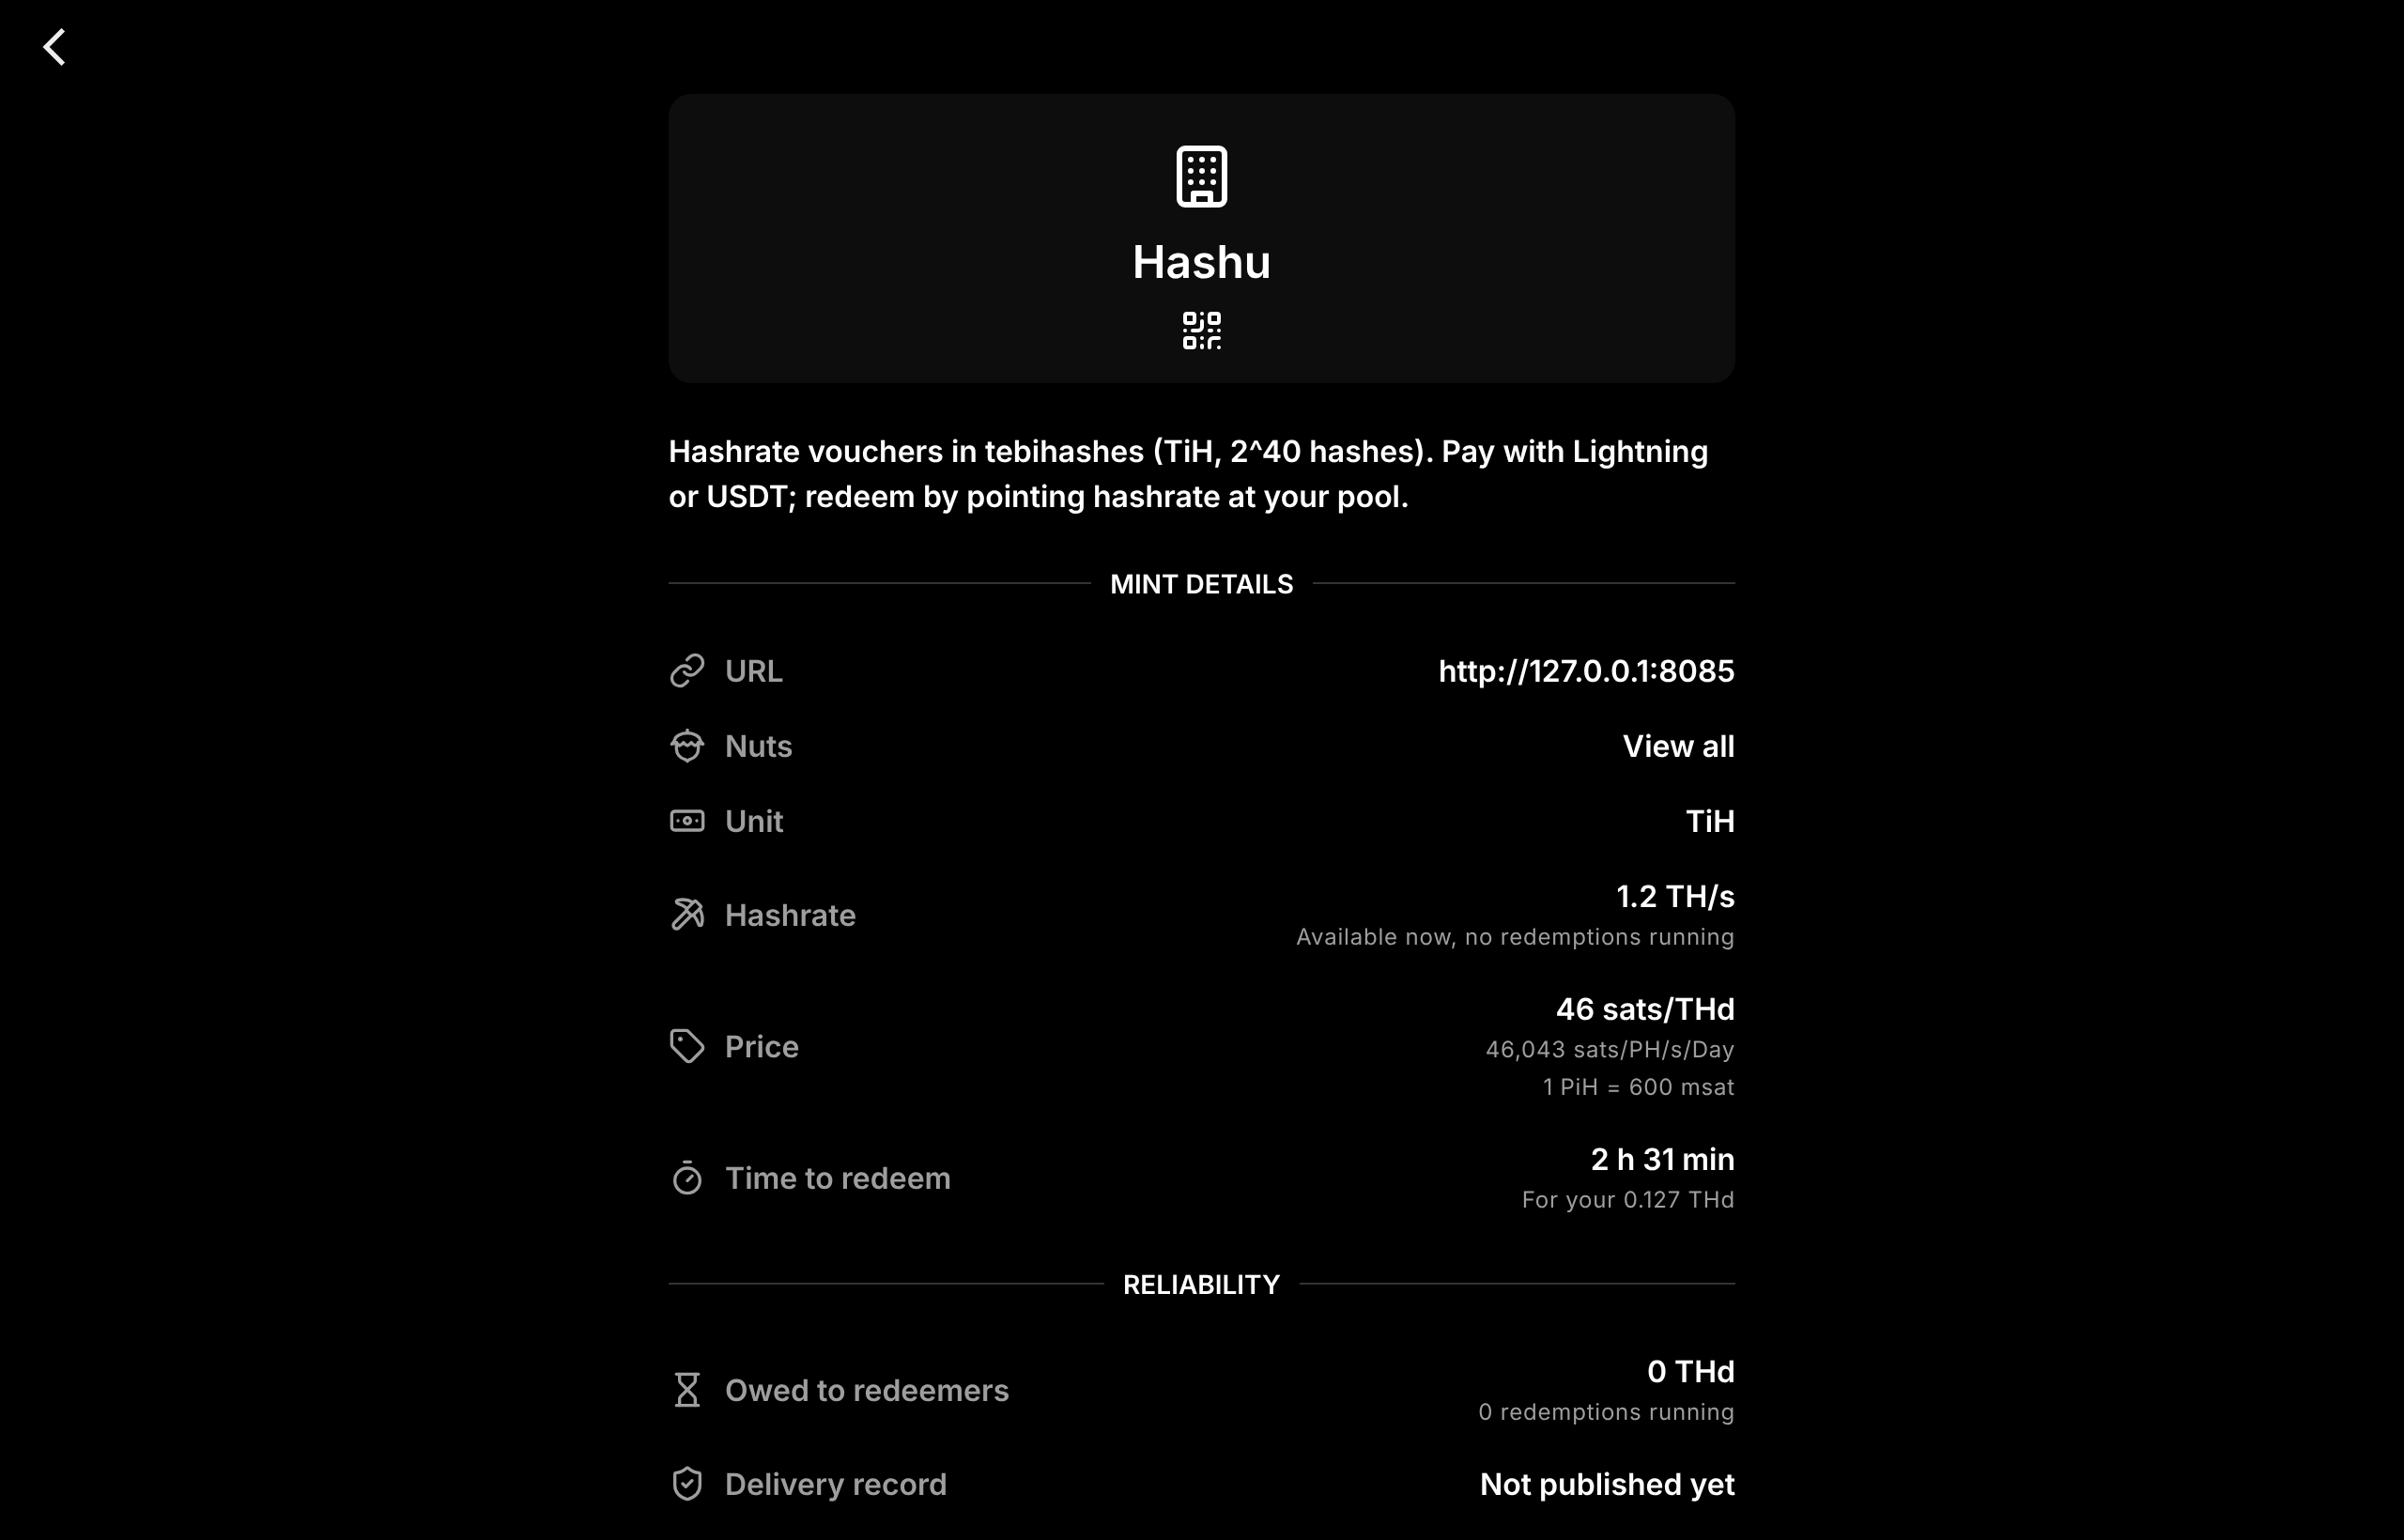 Hashu
Hashrate vouchers in tebihashes (TiH, 2^40 hashes). Pay with Lightning
or USDT; redeem by pointing hashrate at your pool.
MINT DETAILS
URL
http://127.0.0.1:8085
Nuts
View all
Unit
TiH
Hashrate
1.2 TH/s
Available now, no redemptions running
Price
46 sats/THd
46,043 sats/PH/s/Day
1 PiH = 600 msat
Time to redeem
2 h 31 min
For your 0.127 THd
RELIABILITY
Owed to redeemers
0 THd
0 redemptions running
Delivery record
Not published yet